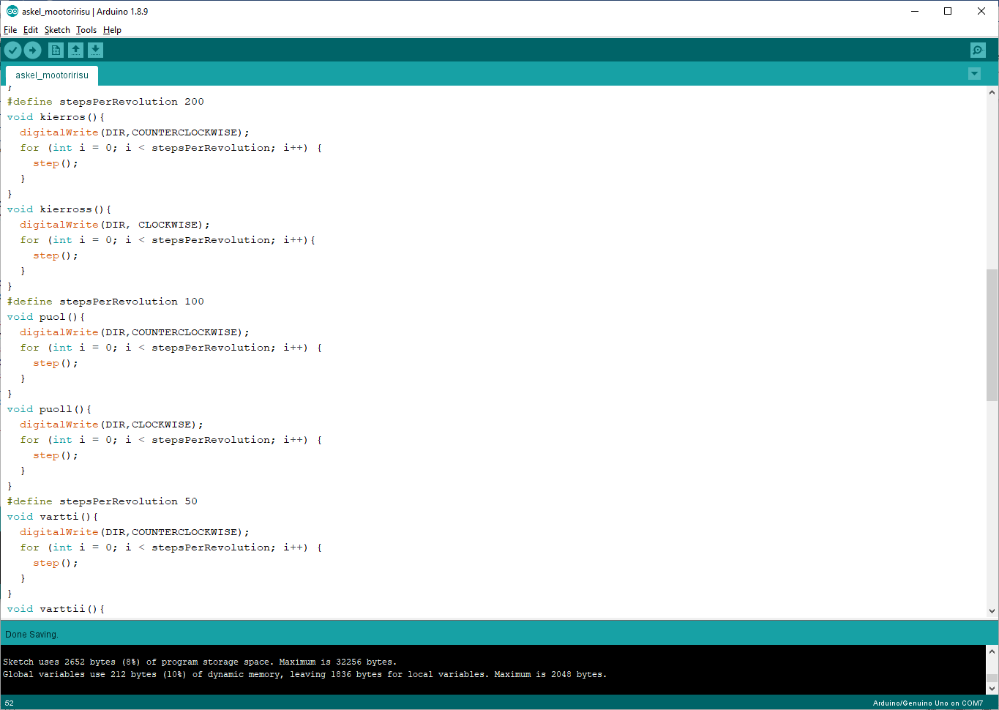 askel_mootoririsu | Arduino 1.8.9
File Edit Sketch Tools Help
askel_mootoririsu
}
#define stepsPerRevolution 200
void kierros(){
  digitalWrite(DIR,COUNTERCLOCKWISE);
  for (int i = 0; i < stepsPerRevolution; i++) {
    step();
  }
}
void kierross(){
  digitalWrite(DIR, CLOCKWISE);
  for (int i = 0; i < stepsPerRevolution; i++){
    step();
  }
}
#define stepsPerRevolution 100
void puol(){
  digitalWrite(DIR,COUNTERCLOCKWISE);
  for (int i = 0; i < stepsPerRevolution; i++) {
    step();
  }
}
void puoll(){
  digitalWrite(DIR,CLOCKWISE);
  for (int i = 0; i < stepsPerRevolution; i++) {
    step();
  }
}
#define stepsPerRevolution 50
void vartti(){
  digitalWrite(DIR,COUNTERCLOCKWISE);
  for (int i = 0; i < stepsPerRevolution; i++) {
    step();
  }
}
void varttii(){
Done Saving.
Sketch uses 2652 bytes (8%) of program storage space. Maximum is 32256 bytes.
Global variables use 212 bytes (10%) of dynamic memory, leaving 1836 bytes for local variables. Maximum is 2048 bytes.
52 Arduino/Genuino Uno on COM7